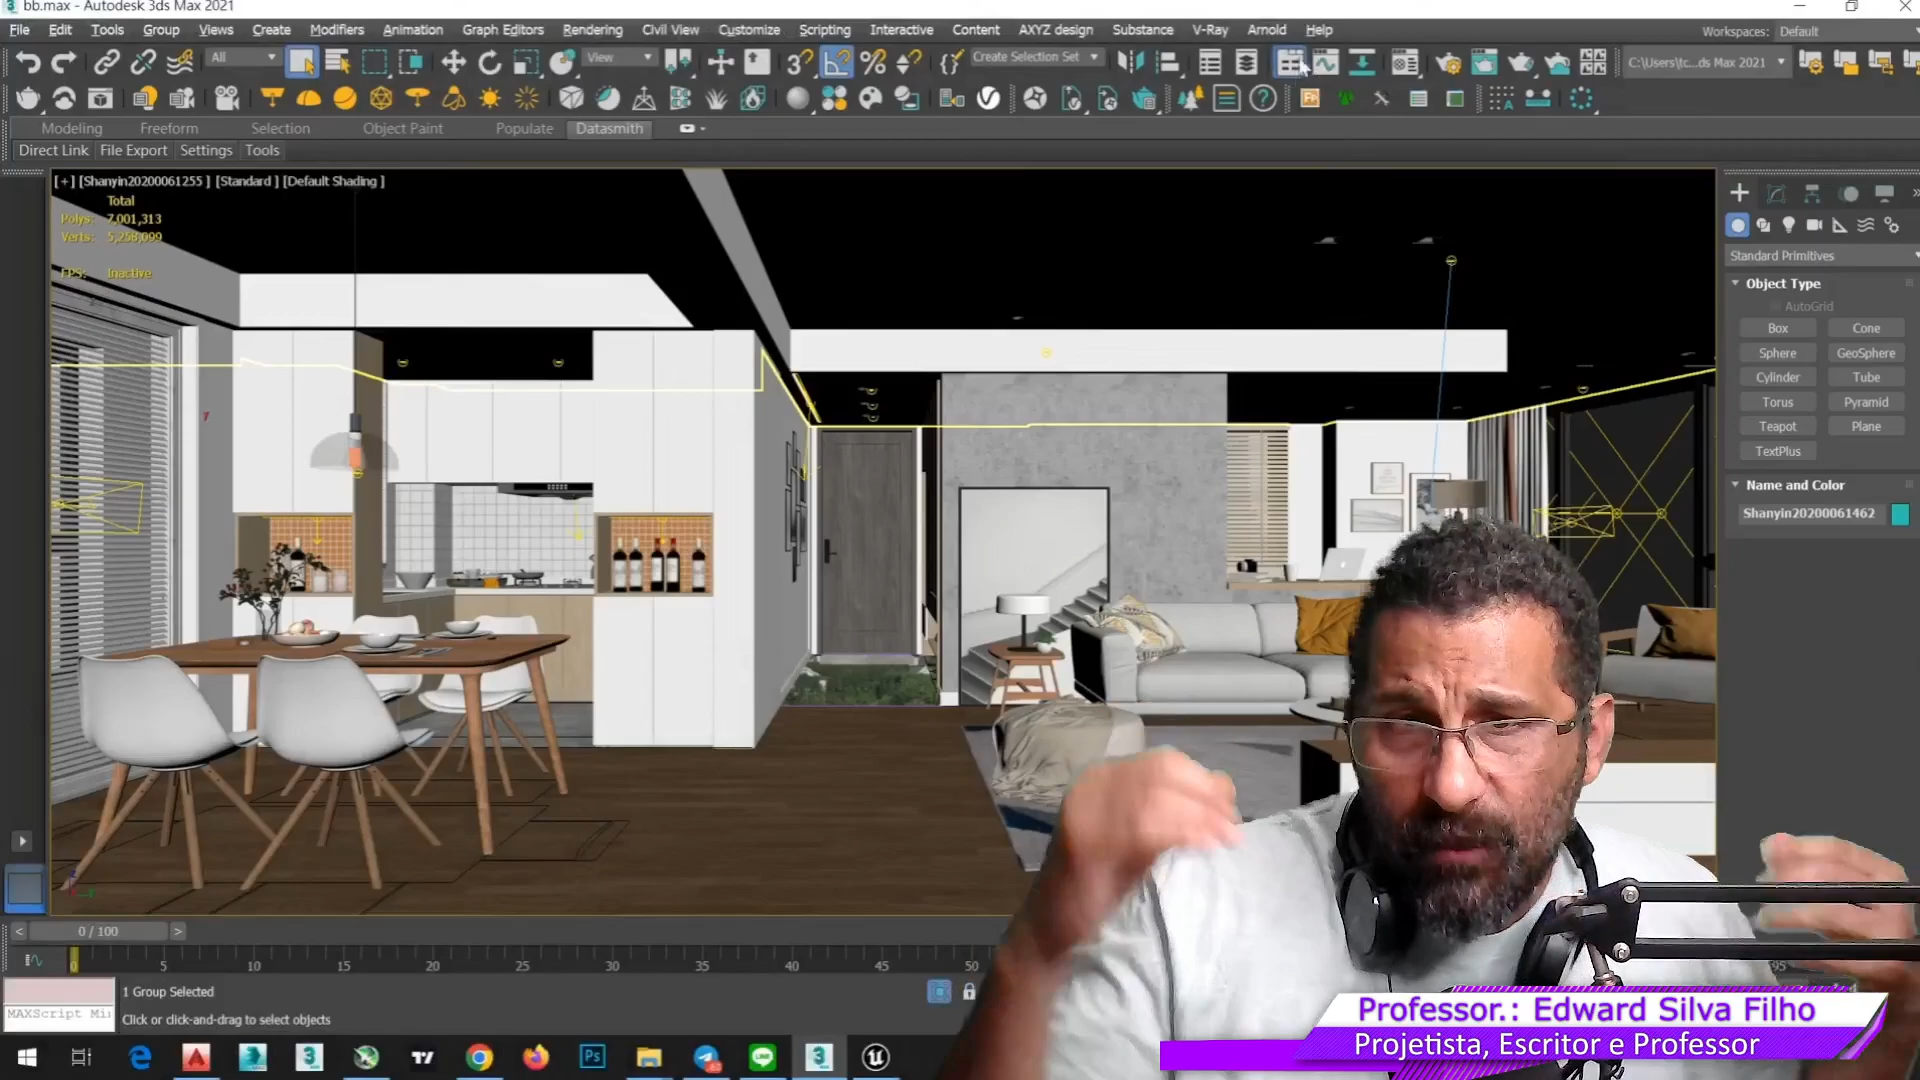 bb.max - Autodesk 3ds Max 2021
File Edit Tools Group Views Create Modifiers Animation Graph Editors Rendering Civil View Customize Scripting Interactive Content AXYZ design Substance V-Ray Arnold Help
Workspaces: Default
All
View
Create Selection Set
C:\Users\tc...ds Max 2021
Modeling Freeform Selection Object Paint Populate Datasmith
Direct Link File Export Settings Tools
[+] [Shanyin20200061255 ] [Standard ] [Default Shading ]
Total
Polys: 7,001,313
Verts: 5,258,099
FPS: Inactive
Standard Primitives
Object Type
AutoGrid
Box Cone
Sphere GeoSphere
Cylinder Tube
Torus Pyramid
Teapot Plane
TextPlus
Name and Color
Shanyin20200061462
< 0 / 100 >
0 5 10 15 20 25 30 35 40 45 50 95
1 Group Selected
MAXScript Mi
Click or click-and-drag to select objects
Professor.: Edward Silva Filho
Projetista, Escritor e Professor